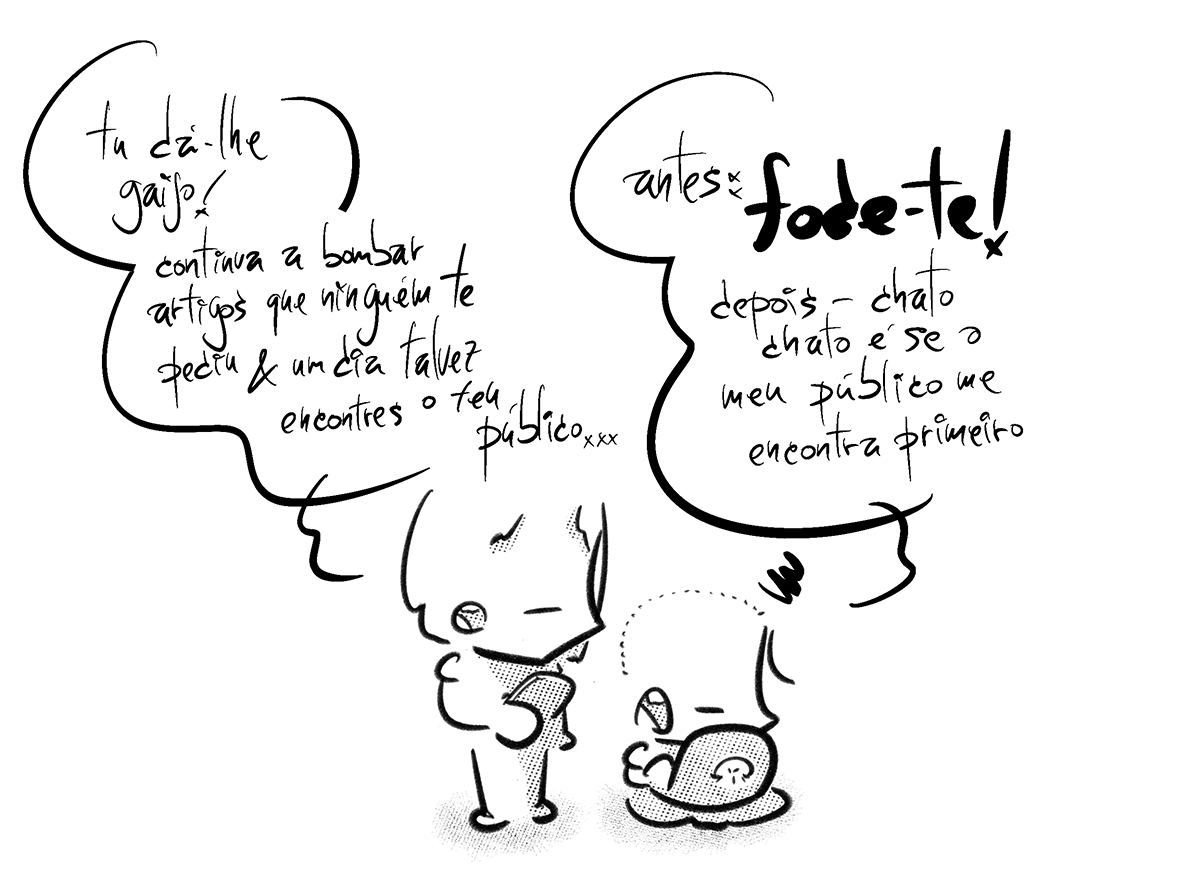 tu dá-lhe
gaijo!
continua a bombar
artigos que ninguém te
pediu & um dia talvez
encontres o teu
público...
antes: fode-te!
depois – chato
chato é se o
meu público me
encontra primeiro